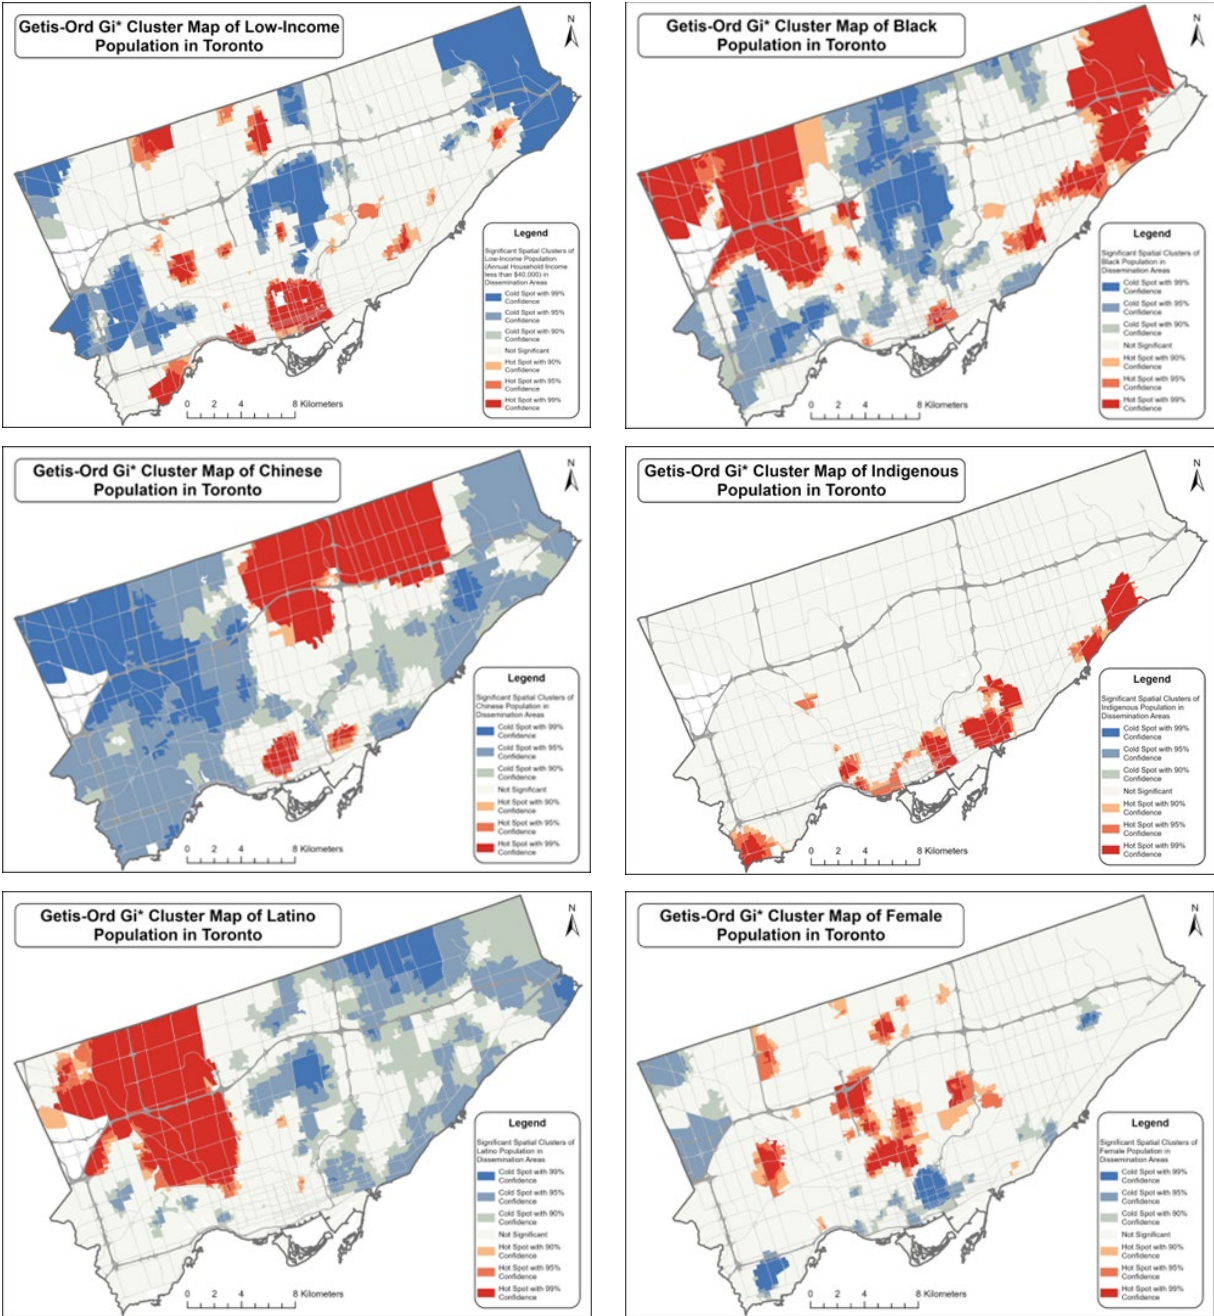 Getis-Ord Gi* Cluster Map of Low-Income
Population in Toronto
N
Legend
Significant Spatial Clusters of
Low-Income Population
(Annual Household Income
less than $40,000) in
Dissemination Areas
Cold Spot with 99%
Confidence
Cold Spot with 95%
Confidence
Cold Spot with 90%
Confidence
Not Significant
Hot Spot with 90%
Confidence
Hot Spot with 95%
Confidence
Hot Spot with 99%
Confidence
0 2 4 8 Kilometers
Getis-Ord Gi* Cluster Map of Black
Population in Toronto
N
Legend
Significant Spatial Clusters of
Black Population in
Dissemination Areas
Cold Spot with 99%
Confidence
Cold Spot with 95%
Confidence
Cold Spot with 90%
Confidence
Not Significant
Hot Spot with 90%
Confidence
Hot Spot with 95%
Confidence
Hot Spot with 99%
Confidence
0 2 4 8 Kilometers
Getis-Ord Gi* Cluster Map of Chinese
Population in Toronto
N
Legend
Significant Spatial Clusters of
Chinese Population in
Dissemination Areas
Cold Spot with 99%
Confidence
Cold Spot with 95%
Confidence
Cold Spot with 90%
Confidence
Not Significant
Hot Spot with 90%
Confidence
Hot Spot with 95%
Confidence
Hot Spot with 99%
Confidence
0 2 4 8 Kilometers
Getis-Ord Gi* Cluster Map of Indigenous
Population in Toronto
N
Legend
Significant Spatial Clusters of
Indigenous Population in
Dissemination Areas
Cold Spot with 99%
Confidence
Cold Spot with 95%
Confidence
Cold Spot with 90%
Confidence
Not Significant
Hot Spot with 90%
Confidence
Hot Spot with 95%
Confidence
Hot Spot with 99%
Confidence
0 2 4 8 Kilometers
Getis-Ord Gi* Cluster Map of Latino
Population in Toronto
N
Legend
Significant Spatial Clusters of
Latino Population in
Dissemination Areas
Cold Spot with 99%
Confidence
Cold Spot with 95%
Confidence
Cold Spot with 90%
Confidence
Not Significant
Hot Spot with 90%
Confidence
Hot Spot with 95%
Confidence
Hot Spot with 99%
Confidence
0 2 4 8 Kilometers
Getis-Ord Gi* Cluster Map of Female
Population in Toronto
N
Legend
Significant Spatial Clusters of
Female Population in
Dissemination Areas
Cold Spot with 99%
Confidence
Cold Spot with 95%
Confidence
Cold Spot with 90%
Confidence
Not Significant
Hot Spot with 90%
Confidence
Hot Spot with 95%
Confidence
Hot Spot with 99%
Confidence
0 2 4 8 Kilometers